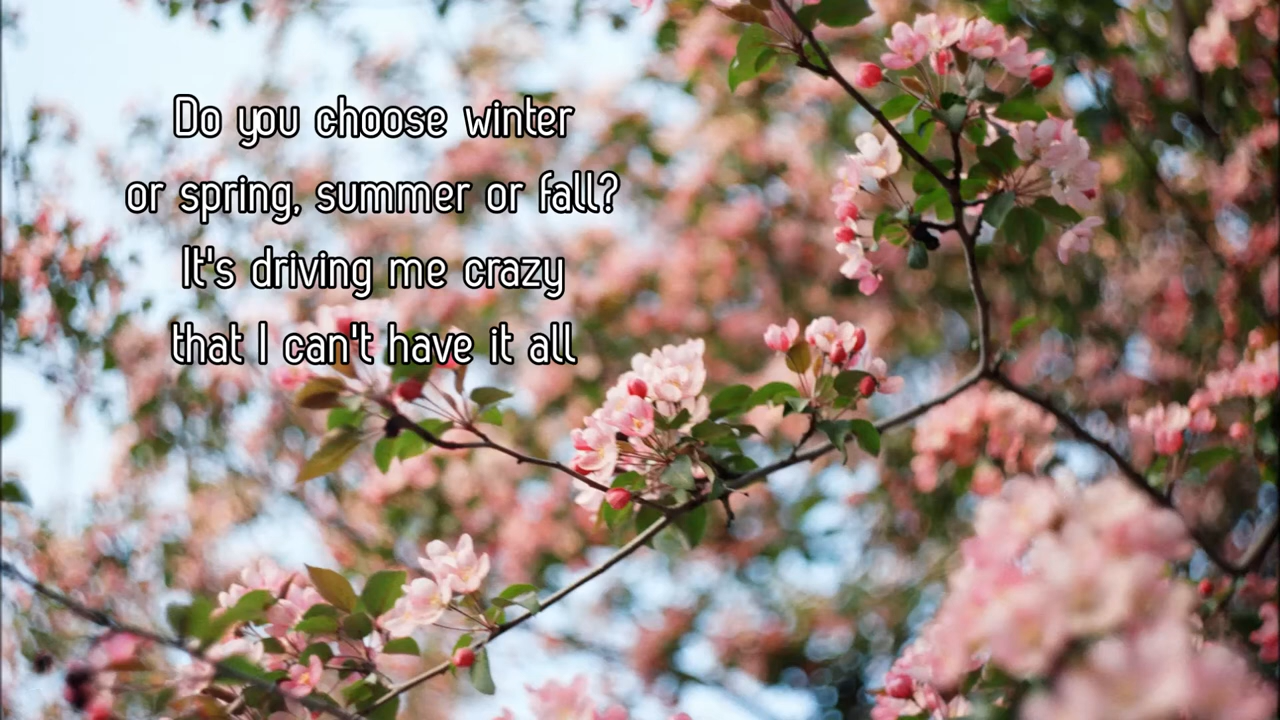 Do you choose winter
or spring, summer or fall?
It's driving me crazy
that I can't have it all